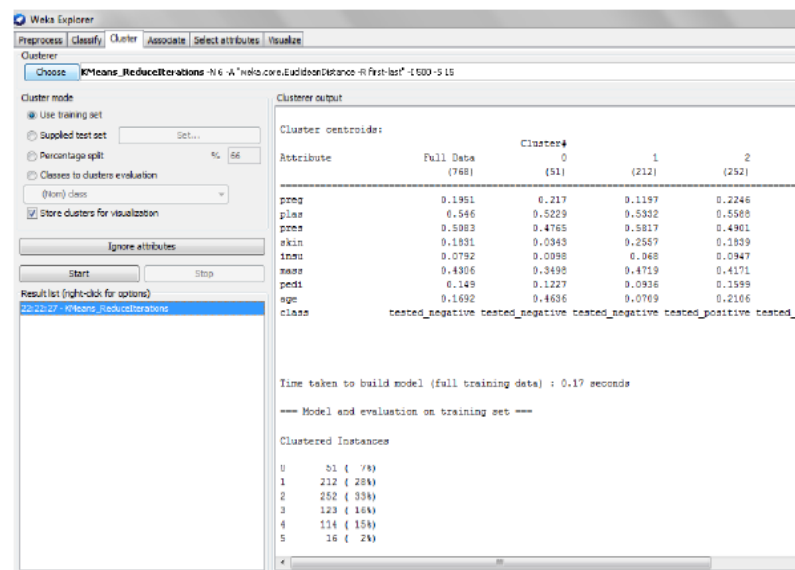 Weka Explorer
Preprocess Classify Cluster Associate Select attributes Visualize
Clusterer
Choose KMeans_ReduceIterations -N 6 -A "weka.core.EuclideanDistance -R first-last" -I 500 -S 15
Cluster mode
Use training set
Supplied test set Set...
Percentage split % 66
Classes to clusters evaluation
(Nom) class
Store clusters for visualization
Ignore attributes
Start Stop
Result list (right-click for options)
22:22:27 - KMeans_ReduceIterations
Clusterer output
Cluster centroids:
Cluster#
Attribute Full Data 0 1 2
(768) (51) (212) (252)
preg 0.1951 0.217 0.1197 0.2246
plas 0.546 0.5229 0.5332 0.5588
pres 0.5083 0.4765 0.5817 0.4901
skin 0.1831 0.0343 0.2557 0.1839
insu 0.0792 0.0098 0.068 0.0947
mass 0.4306 0.3498 0.4719 0.4171
pedi 0.149 0.1227 0.0936 0.1599
age 0.1692 0.4636 0.0709 0.2106
class tested_negative tested_negative tested_negative tested_positive tested_
Time taken to build model (full training data) : 0.17 seconds
=== Model and evaluation on training set ===
Clustered Instances
0 51 ( 7%)
1 212 ( 28%)
2 252 ( 33%)
3 123 ( 16%)
4 114 ( 15%)
5 16 ( 2%)